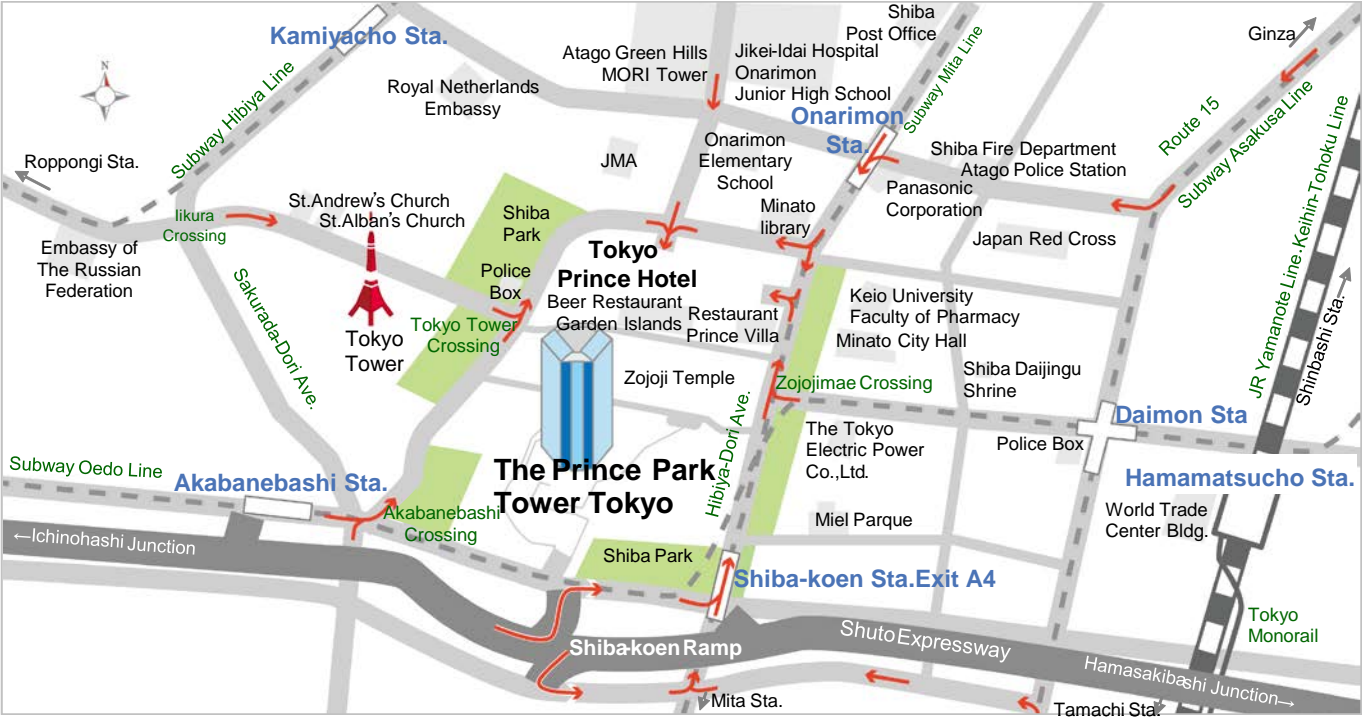 Kamiyacho Sta.
Subway Hibiya Line
N
Royal Netherlands
Embassy
Atago Green Hills
MORI Tower
Jikei-Idai Hospital
Onarimon
Junior High School
Shiba
Post Office
Subway Mita Line
Ginza
Route 15
Subway Asakusa Line
JR Yamanote Line.Keihin-Tohoku Line
Shinbashi Sta.
Onarimon
Sta.
Roppongi Sta.
JMA
Onarimon
Elementary
School
Shiba Fire Department
Atago Police Station
Panasonic
Corporation
Minato
library
Japan Red Cross
St.Andrew's Church
St.Alban's Church
Iikura
Crossing
Embassy of
The Russian
Federation
Shiba
Park
Police
Box
Tokyo
Prince Hotel
Beer Restaurant
Garden Islands
Restaurant
Prince Villa
Keio University
Faculty of Pharmacy
Minato City Hall
Sakurada-Dori Ave.
Tokyo
Tower
Tokyo Tower
Crossing
Zojoji Temple
Zojojimae Crossing
Shiba Daijingu
Shrine
Hibiya-Dori Ave.
The Tokyo
Electric Power
Co.,Ltd.
Police Box
Daimon Sta
Hamamatsucho Sta.
Subway Oedo Line
Akabanebashi Sta.
The Prince Park
Tower Tokyo
Akabanebashi
Crossing
Miel Parque
World Trade
Center Bldg.
←Ichinohashi Junction
Shiba Park
Shiba-koen Sta.Exit A4
Shiba-koen Ramp
Shuto Expressway
Hamasakibashi Junction→
Tokyo
Monorail
Mita Sta.
Tamachi Sta.